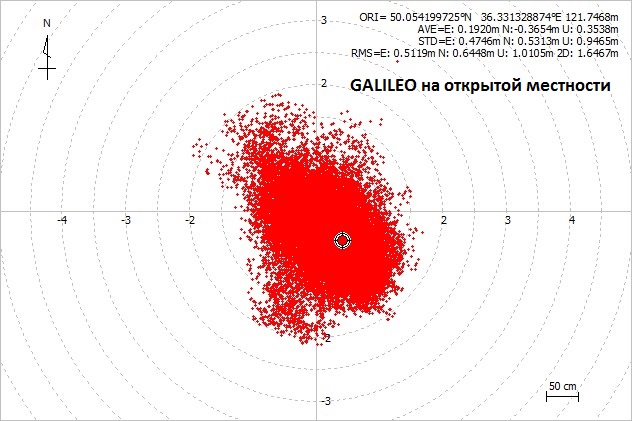 N
ORI= 50.054199725°N 36.331328874°E 121.7468m
AVE=E: 0.1920m N:-0.3654m U: 0.3538m
STD=E: 0.4746m N: 0.5313m U: 0.9465m
RMS=E: 0.5119m N: 0.6448m U: 1.0105m 2D: 1.6467m
GALILEO на открытой местности
3
2
-4 -3 -2 2 3 4
-2
-3
50 cm